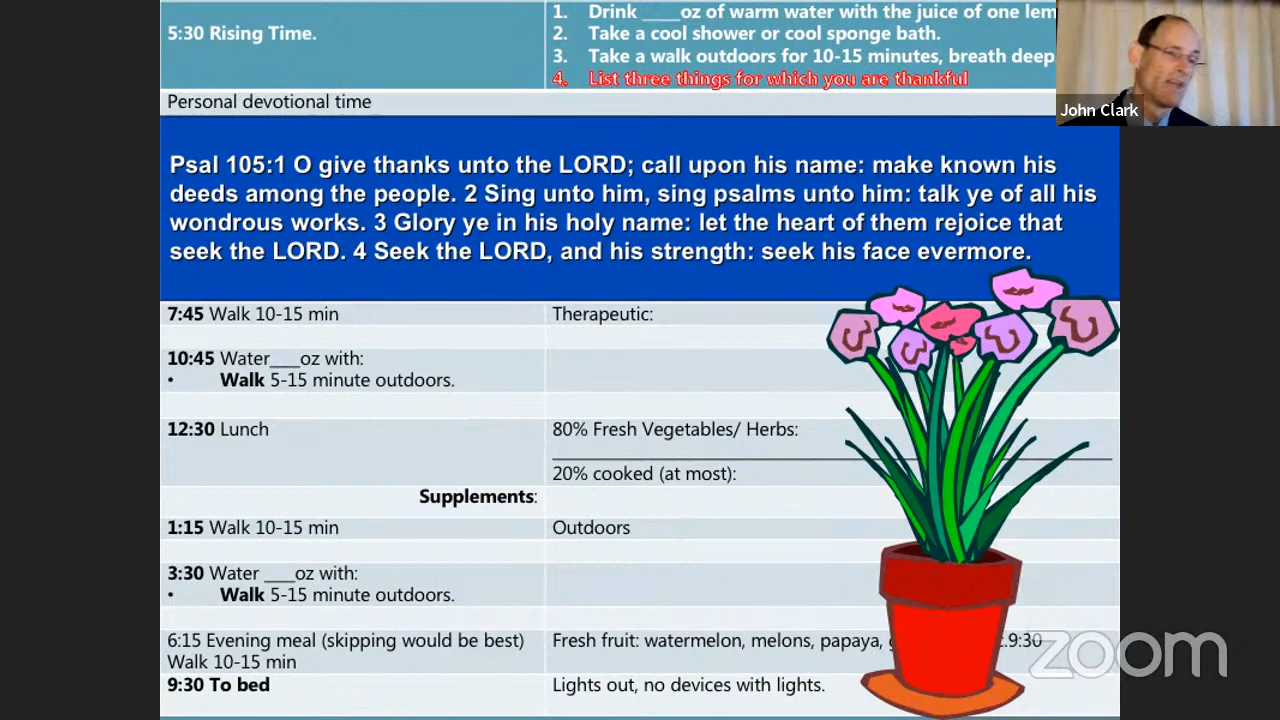 5:30 Rising Time.
1. Drink ____oz of warm water with the juice of one lem
2. Take a cool shower or cool sponge bath.
3. Take a walk outdoors for 10-15 minutes, breath deep
4. List three things for which you are thankful
John Clark
Personal devotional time
Psal 105:1 O give thanks unto the LORD; call upon his name: make known his
deeds among the people. 2 Sing unto him, sing psalms unto him: talk ye of all his
wondrous works. 3 Glory ye in his holy name: let the heart of them rejoice that
seek the LORD. 4 Seek the LORD, and his strength: seek his face evermore.
7:45 Walk 10-15 min
Therapeutic:
10:45 Water___oz with:
• Walk 5-15 minute outdoors.
12:30 Lunch
80% Fresh Vegetables/ Herbs:
20% cooked (at most):
Supplements:
1:15 Walk 10-15 min
Outdoors
3:30 Water ___oz with:
• Walk 5-15 minute outdoors.
6:15 Evening meal (skipping would be best)
Walk 10-15 min
Fresh fruit: watermelon, melons, papaya, 9:30
9:30 To bed
Lights out, no devices with lights.
zoom